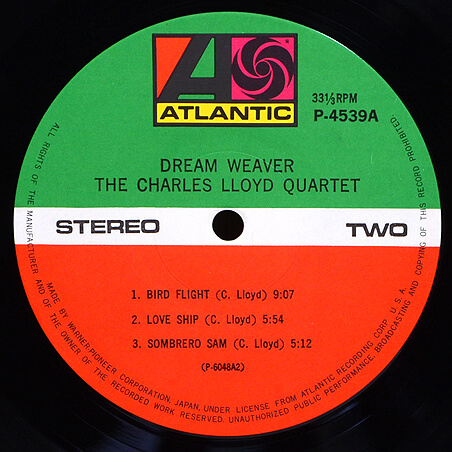 ATLANTIC
33⅓RPM
P-4539A
DREAM WEAVER
THE CHARLES LLOYD QUARTET
STEREO
TWO
1. BIRD FLIGHT (C. Lloyd) 9:07
2. LOVE SHIP (C. Lloyd) 5:54
3. SOMBRERO SAM (C. Lloyd) 5:12
(P-6048A2)
ALL RIGHTS OF THE MANUFACTURER AND OF THE OWNER OF THE RECORDED WORK RESERVED. UNAUTHORIZED PUBLIC PERFORMANCE, BROADCASTING AND COPYING OF THIS RECORD PROHIBITED.
MADE BY WARNER-PIONEER CORPORATION, JAPAN, UNDER LICENSE FROM ATLANTIC RECORDING CORP. U.S.A.